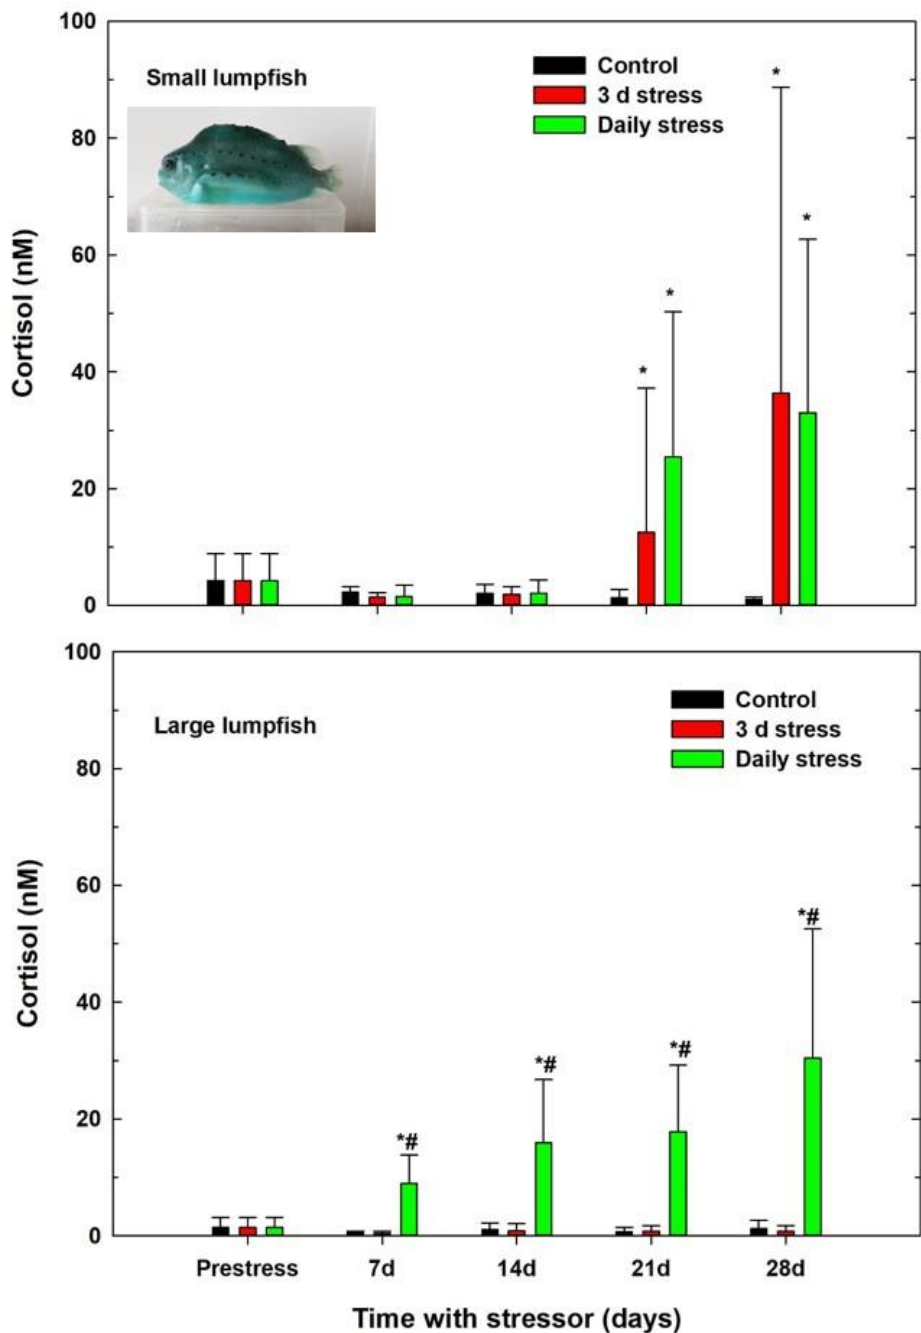 100
80
60
40
20
0
Cortisol (nM)
Small lumpfish
Control
3 d stress
Daily stress
*
*
*
*
100
80
60
40
20
0
Cortisol (nM)
Large lumpfish
Control
3 d stress
Daily stress
*#
*#
*#
*#
Prestress 7d 14d 21d 28d
Time with stressor (days)